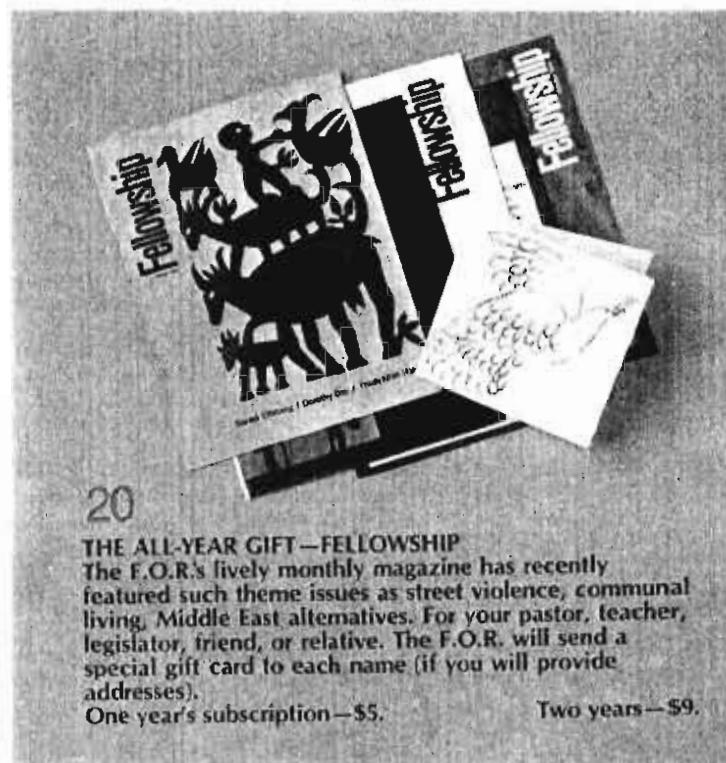 Fellowship
Fellowship
Fellowship
20
THE ALL-YEAR GIFT—FELLOWSHIP
The F.O.R.'s lively monthly magazine has recently
featured such theme issues as street violence, communal
living, Middle East alternatives. For your pastor, teacher,
legislator, friend, or relative. The F.O.R. will send a
special gift card to each name (if you will provide
addresses).
One year's subscription—$5. Two years—$9.